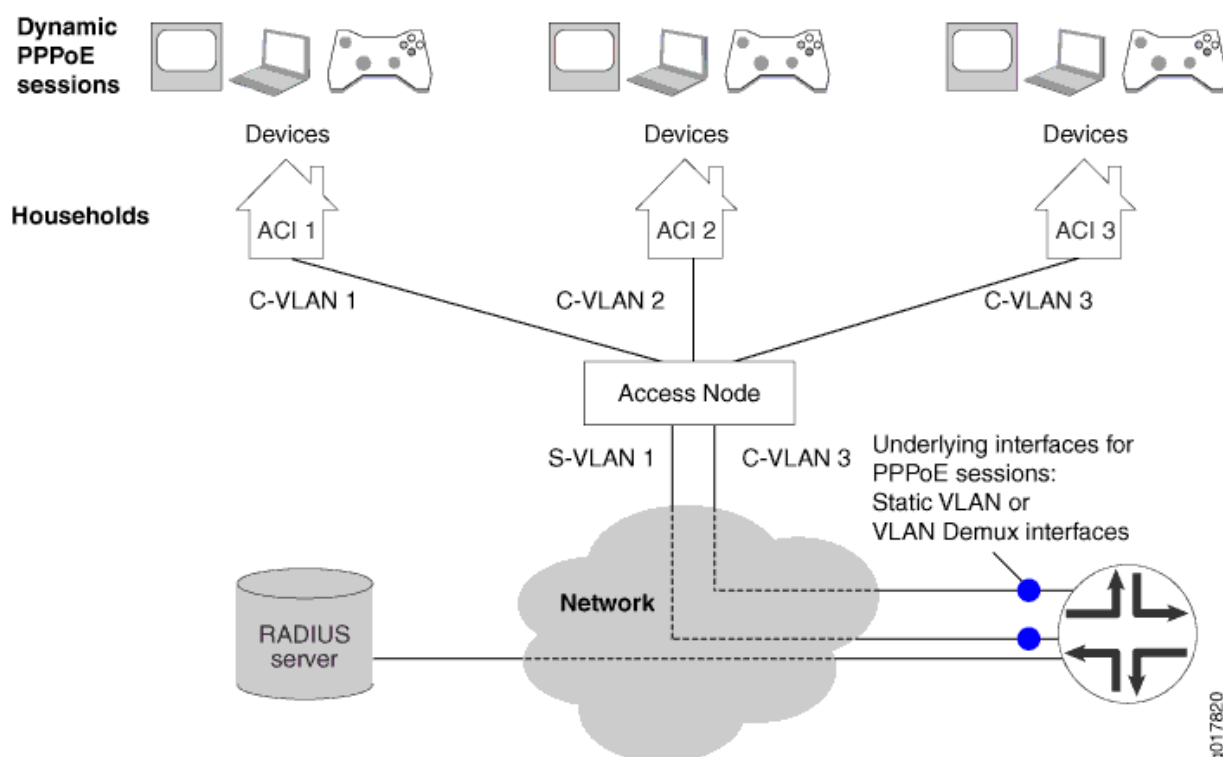 Dynamic
PPPoE
sessions
Devices
Devices
Devices
Households
ACI 1
ACI 2
ACI 3
C-VLAN 1
C-VLAN 2
C-VLAN 3
Access Node
S-VLAN 1
C-VLAN 3
Underlying interfaces for
PPPoE sessions:
Static VLAN or
VLAN Demux interfaces
Network
RADIUS
server
g017820